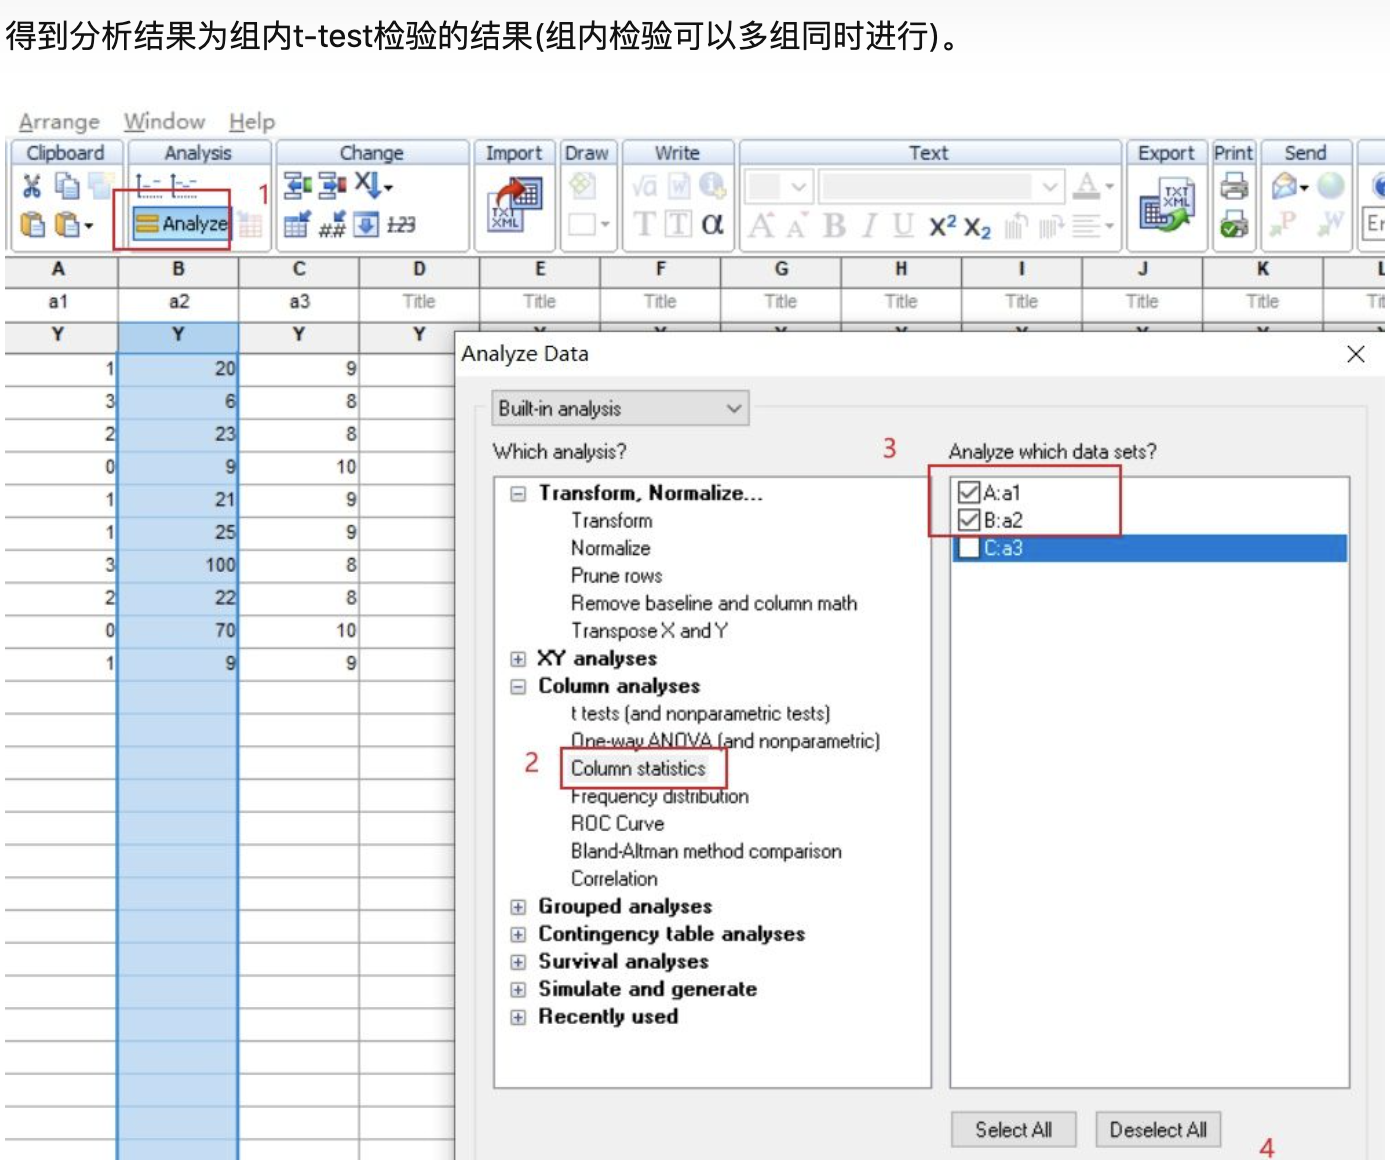 得到分析结果为组内t-test检验的结果(组内检验可以多组同时进行)。
Arrange Window Help
Clipboard Analysis Change Import Draw Write Text Export Print Send
1
Analyze
A B C D E F G H I J K L
a1 a2 a3 Title Title Title Title Title Title Title Title
Y Y Y Y
1 20 9
3 6 8
2 23 8
0 9 10
1 21 9
1 25 9
3 100 8
2 22 8
0 70 10
1 9 9
Analyze Data
Built-in analysis
Which analysis?
Transform, Normalize...
Transform
Normalize
Prune rows
Remove baseline and column math
Transpose X and Y
XY analyses
Column analyses
t tests (and nonparametric tests)
One-way ANOVA (and nonparametric)
2
Column statistics
Frequency distribution
ROC Curve
Bland-Altman method comparison
Correlation
Grouped analyses
Contingency table analyses
Survival analyses
Simulate and generate
Recently used
3
Analyze which data sets?
A:a1
B:a2
C:a3
Select All Deselect All
4